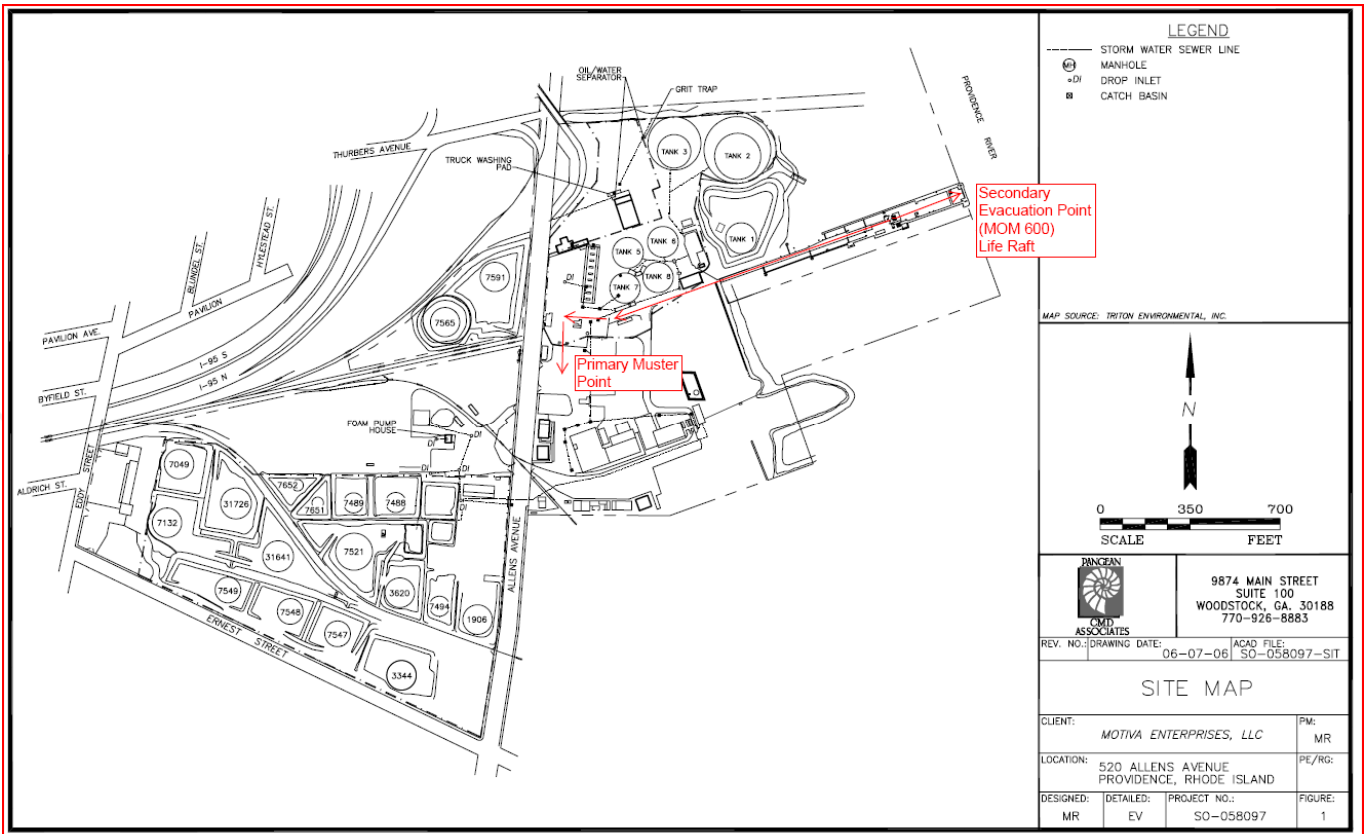 LEGEND
STORM WATER SEWER LINE
MH MANHOLE
DI DROP INLET
CATCH BASIN
MAP SOURCE: TRITON ENVIRONMENTAL, INC.
N
0 350 700
SCALE FEET
PANGEAN
CMD
ASSOCIATES
9874 MAIN STREET
SUITE 100
WOODSTOCK, GA. 30188
770-926-8883
REV. NO.: DRAWING DATE: ACAD FILE:
06-07-06 SO-058097-SIT
SITE MAP
CLIENT: PM:
MOTIVA ENTERPRISES, LLC MR
LOCATION: PE/RG:
520 ALLENS AVENUE
PROVIDENCE, RHODE ISLAND
DESIGNED: DETAILED: PROJECT NO.: FIGURE:
MR EV SO-058097 1
OIL/WATER
SEPARATOR
GRIT TRAP
PROVIDENCE RIVER
THURBERS AVENUE
TRUCK WASHING
PAD
TANK 3
TANK 2
TANK 1
TANK 6
TANK 5
TANK 8
TANK 7
DI
Secondary
Evacuation Point
(MOM 600)
Life Raft
Primary Muster
Point
HYLESTEAD ST.
BLUNDEL ST.
PAVILION
PAVILION AVE.
I-95 S
I-95 N
BYFIELD ST.
ALDRICH ST.
EDDY STREET
7591
7565
FOAM PUMP
HOUSE
DI
DI
DI
DI
DI
ALLENS AVENUE
7049
31726
7652
7651
7489
7488
7132
31641
7521
7549
7548
7547
3620
7494
1906
3344
ERNEST STREET